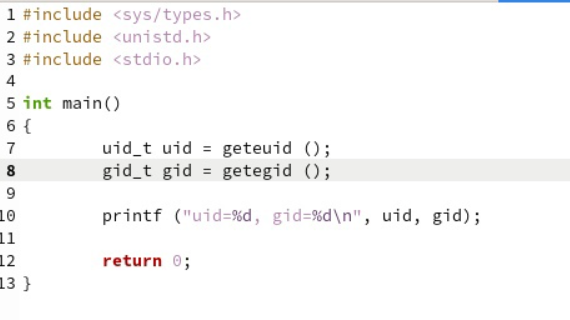 1 #include <sys/types.h>
2 #include <unistd.h>
3 #include <stdio.h>
4
5 int main()
6 {
7         uid_t uid = geteuid ();
8         gid_t gid = getegid ();
9
10         printf ("uid=%d, gid=%d\n", uid, gid);
11
12         return 0;
13 }